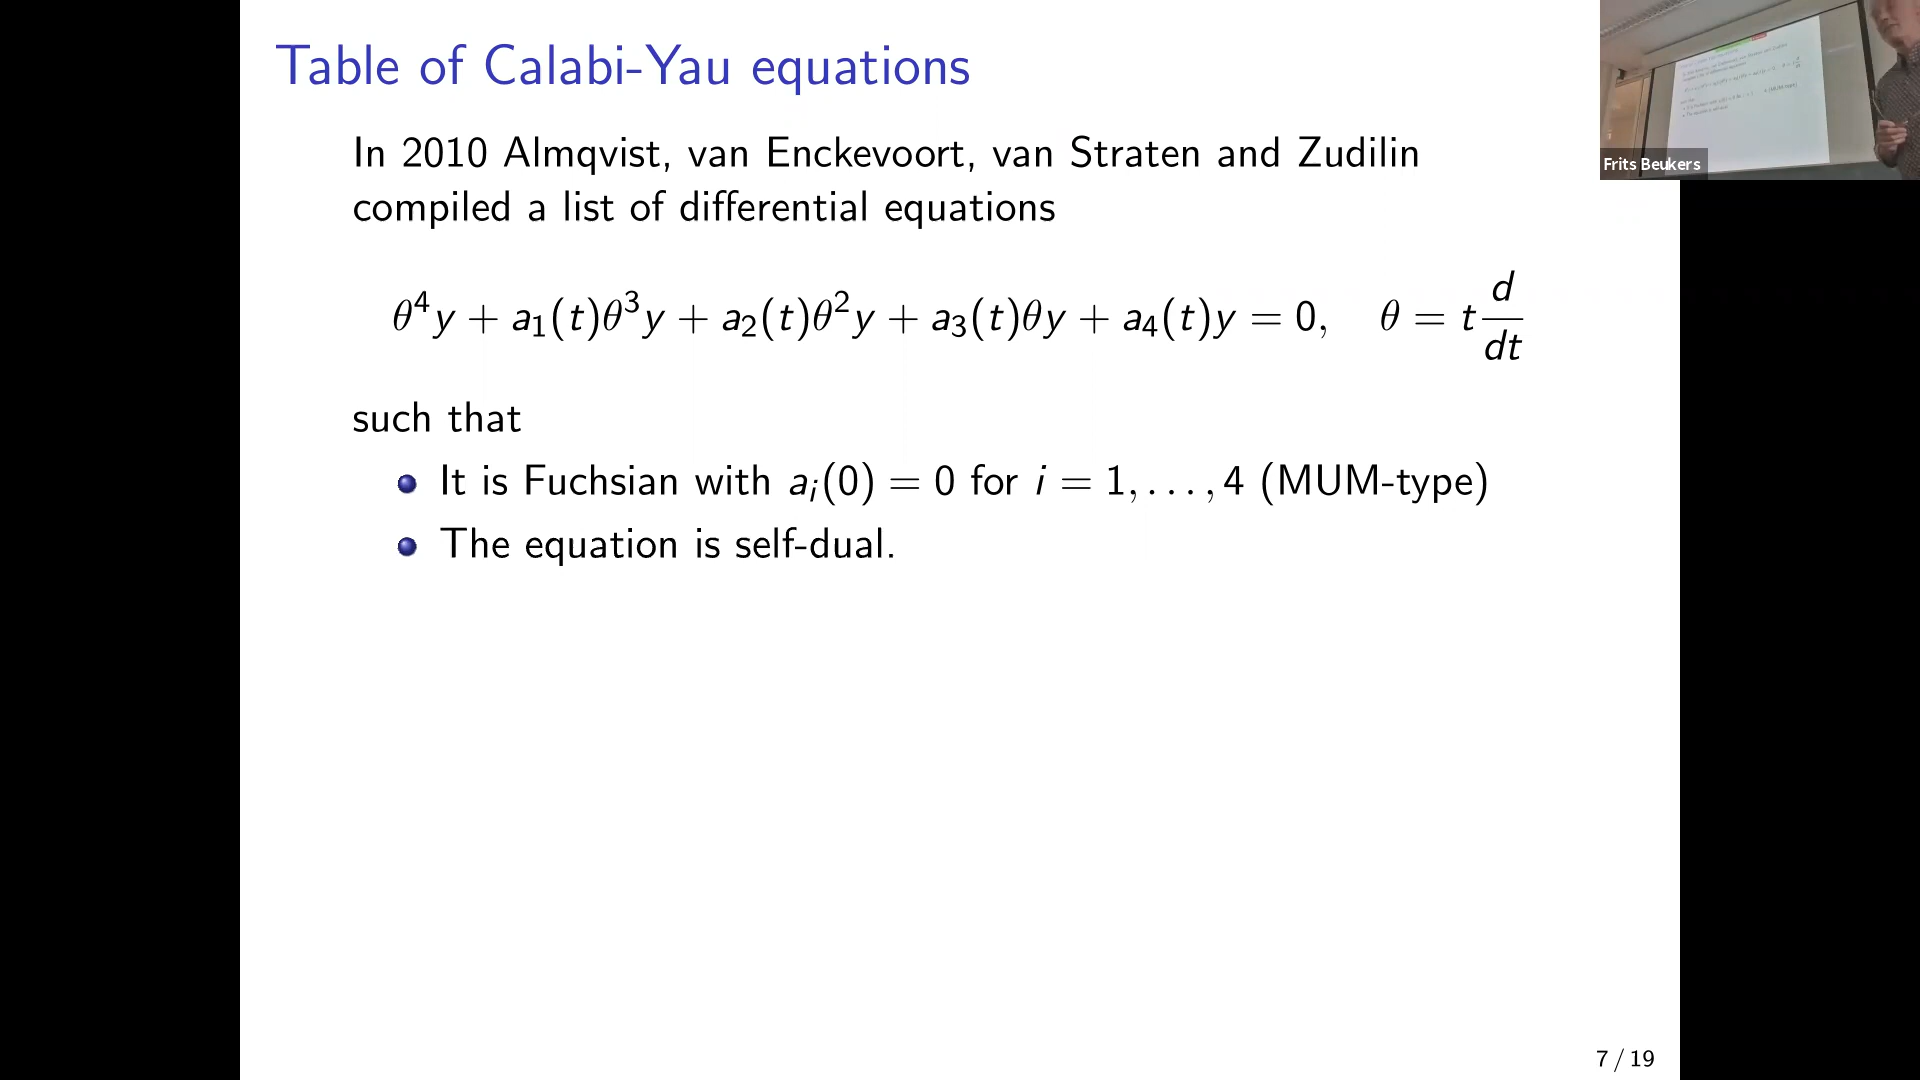 Table of Calabi-Yau equations
In 2010 Almqvist, van Enckevoort, van Straten and Zudilin
compiled a list of differential equations
θ⁴y + a₁(t)θ³y + a₂(t)θ²y + a₃(t)θy + a₄(t)y = 0, θ = t d/dt
such that
• It is Fuchsian with aᵢ(0) = 0 for i = 1, . . . , 4 (MUM-type)
• The equation is self-dual.
7 / 19
Frits Beukers